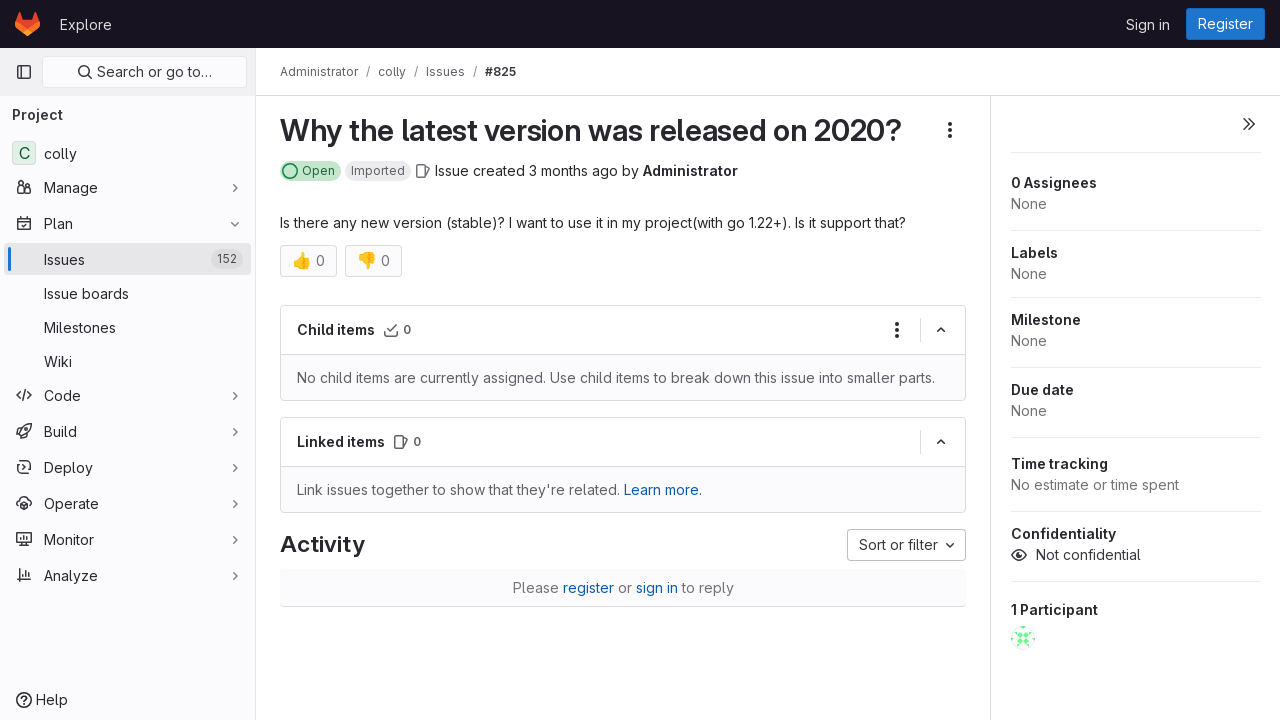 Explore
Sign in
Register
Search or go to…
Administrator / colly / Issues / #825
Project
C colly
Manage
Plan
Issues 152
Issue boards
Milestones
Wiki
Code
Build
Deploy
Operate
Monitor
Analyze
Help
Why the latest version was released on 2020?
Open Imported Issue created 3 months ago by Administrator
Is there any new version (stable)? I want to use it in my project(with go 1.22+). Is it support that?
👍 0 👎 0
Child items 0
No child items are currently assigned. Use child items to break down this issue into smaller parts.
Linked items 0
Link issues together to show that they're related. Learn more.
Activity
Sort or filter
Please register or sign in to reply
0 Assignees
None
Labels
None
Milestone
None
Due date
None
Time tracking
No estimate or time spent
Confidentiality
Not confidential
1 Participant